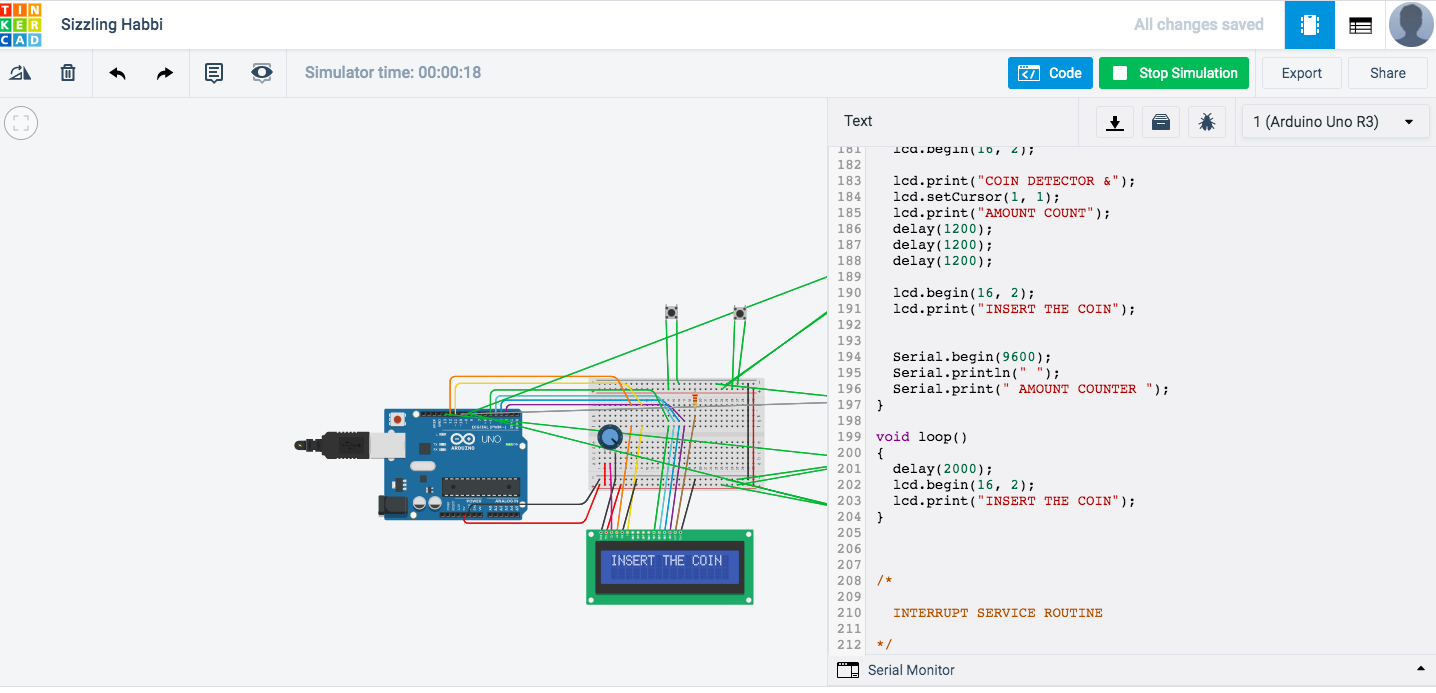 TIN
KER
CAD
Sizzling Habbi
All changes saved
Simulator time: 00:00:18
Code
Stop Simulation
Export
Share
Text
1 (Arduino Uno R3)
181 lcd.begin(16, 2);
182
183 lcd.print("COIN DETECTOR &");
184 lcd.setCursor(1, 1);
185 lcd.print("AMOUNT COUNT");
186 delay(1200);
187 delay(1200);
188 delay(1200);
189
190 lcd.begin(16, 2);
191 lcd.print("INSERT THE COIN");
192
193
194 Serial.begin(9600);
195 Serial.println(" ");
196 Serial.print(" AMOUNT COUNTER ");
197 }
198
199 void loop()
200 {
201 delay(2000);
202 lcd.begin(16, 2);
203 lcd.print("INSERT THE COIN");
204 }
205
206
207
208 /*
209
210 INTERRUPT SERVICE ROUTINE
211
212 */
UNO
ARDUINO
DIGITAL (PWM~)
POWER
ANALOG IN
INSERT THE COIN
Serial Monitor